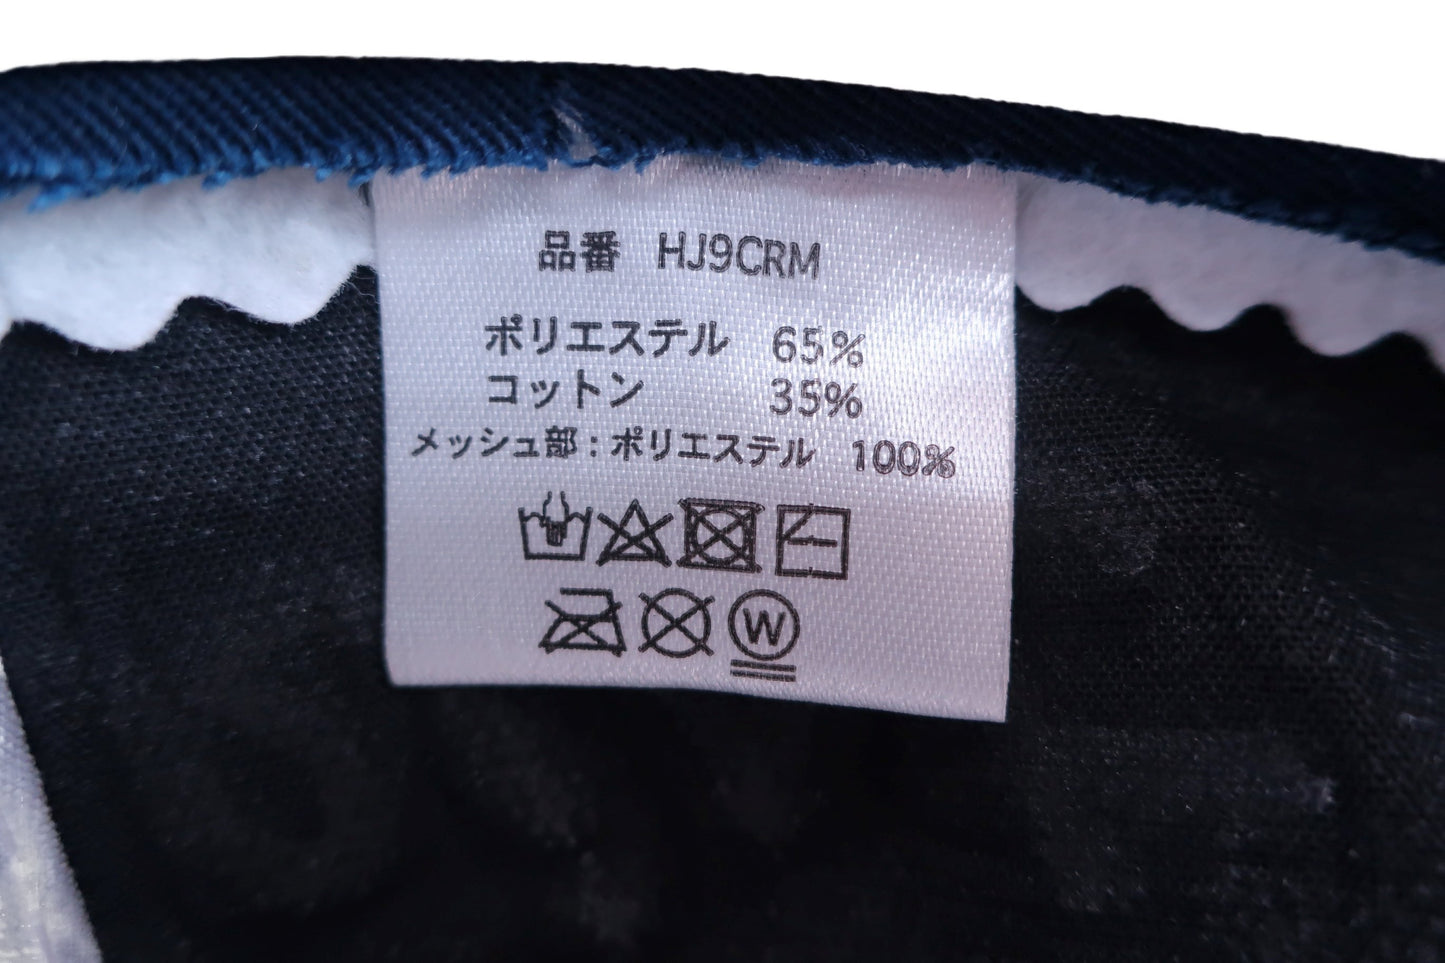 品番 HJ9CRM
ポリエステル 65%
コットン 35%
メッシュ部:ポリエステル 100%
W